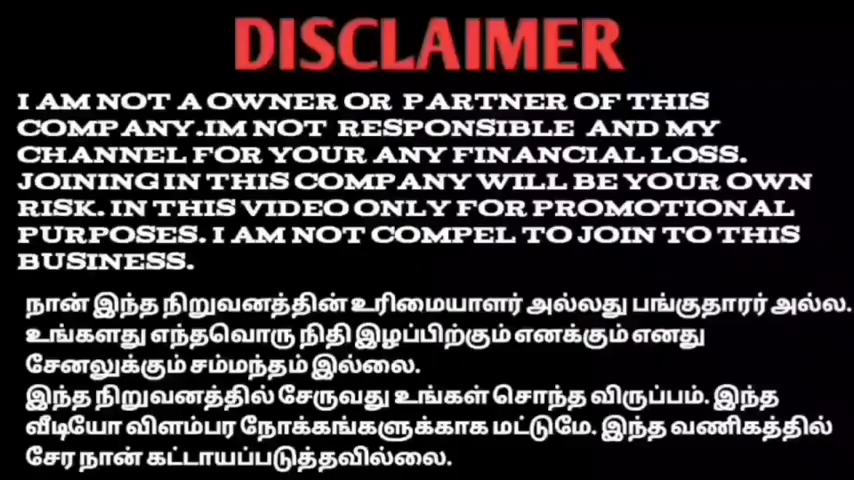 DISCLAIMER
I AM NOT A OWNER OR PARTNER OF THIS
COMPANY.IM NOT RESPONSIBLE AND MY
CHANNEL FOR YOUR ANY FINANCIAL LOSS.
JOINING IN THIS COMPANY WILL BE YOUR OWN
RISK. IN THIS VIDEO ONLY FOR PROMOTIONAL
PURPOSES. I AM NOT COMPEL TO JOIN TO THIS
BUSINESS.
நான் இந்த நிறுவனத்தின் உரிமையாளர் அல்லது பங்குதாரர் அல்ல.
உங்களது எந்தவொரு நிதி இழப்பிற்கும் எனக்கும் எனது
சேனலுக்கும் சம்மந்தம் இல்லை.
இந்த நிறுவனத்தில் சேருவது உங்கள் சொந்த விருப்பம். இந்த
வீடியோ விளம்பர நோக்கங்களுக்காக மட்டுமே. இந்த வணிகத்தில்
சேர நான் கட்டாயப்படுத்தவில்லை.